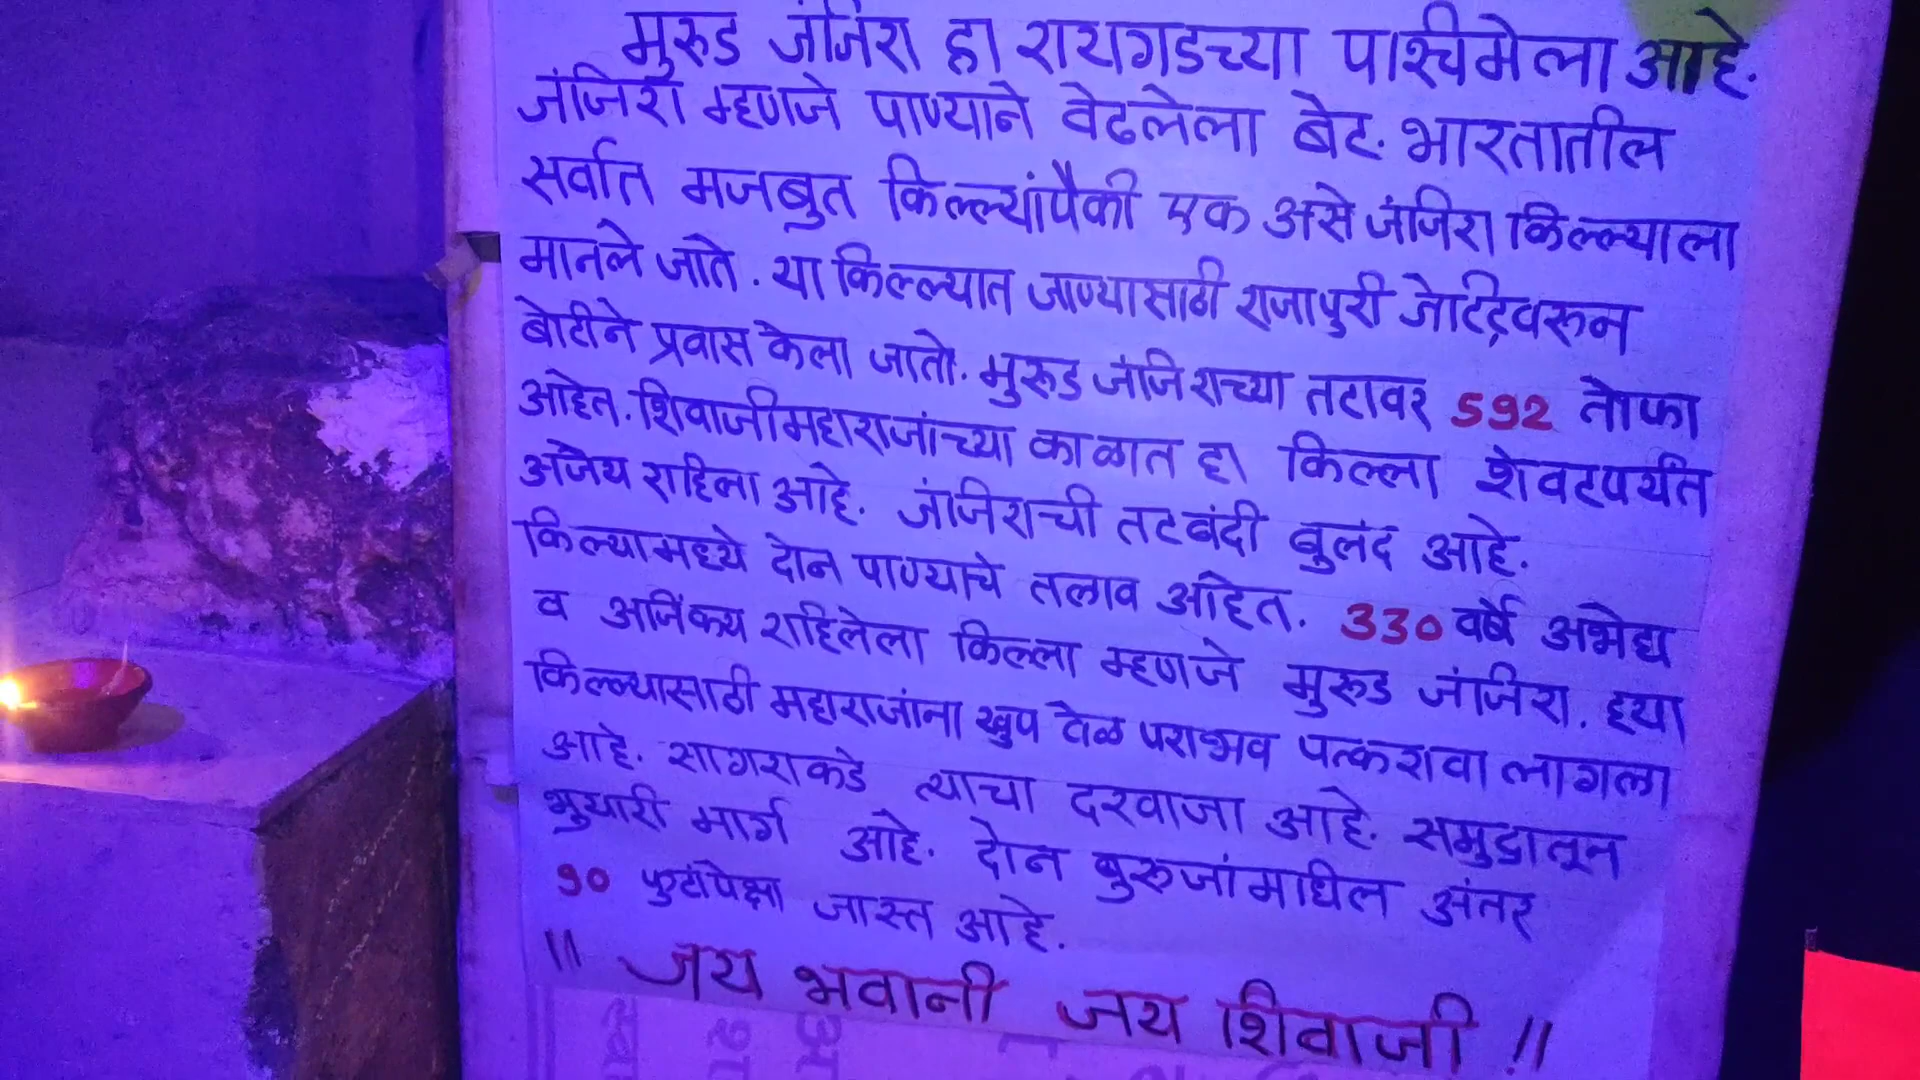 मुरुड जंजिरा हा रायगडच्या पाश्चिमेला आहे.
जंजिरा म्हणजे पाण्याने वेढलेला बेट. भारतातील
सर्वात मजबुत किल्ल्यांपैकी एक असे जंजिरा किल्ल्याला
मानले जाते. या किल्ल्यात जाण्यासाठी राजापुरी जेट्टिवरून
बोटीने प्रवास केला जातो. मुरूड जंजिराच्या तटावर 592 तोफा
आहेत. शिवाजी महाराजांच्या काळात हा किल्ला शेवटपर्यंत
अजेय राहिला आहे. जंजिराची तटबंदी बुलंद आहे.
किल्यामध्ये दोन पाण्याचे तलाव आहेत. 330 वर्षे अभेद्य
व अजिंक्य राहिलेला किल्ला म्हणजे मुरूड जंजिरा. ह्या
किल्ल्यासाठी महाराजांना खुप वेळ पराभव पत्करावा लागला
आहे. सागराकडे त्याचा दरवाजा आहे. समुद्रातून
भुयारी मार्ग आहे. दोन बुरुजांमाधिल अंतर
90 फुटांपेक्षा जास्त आहे.
॥ जय भवानी जय शिवाजी !!